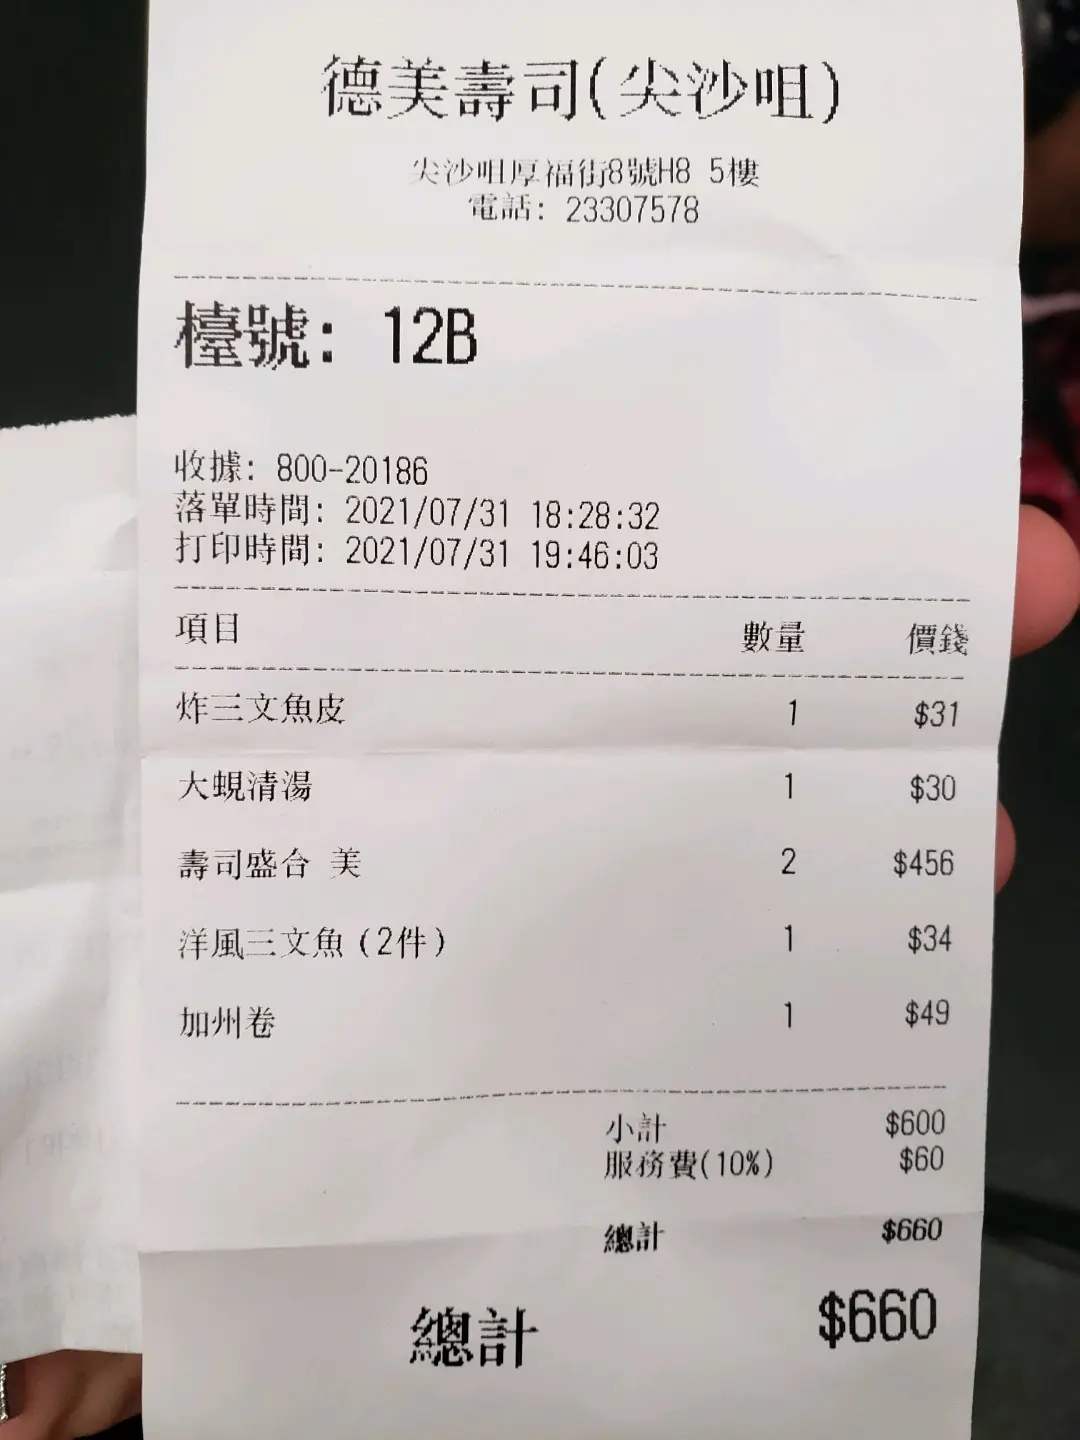 德美壽司(尖沙咀)
尖沙咀厚福街8號H8 5樓
電話: 23307578
檯號: 12B
收據: 800-20186
落單時間: 2021/07/31 18:28:32
打印時間: 2021/07/31 19:46:03
項目 數量 價錢
炸三文魚皮 1 $31
大蜆清湯 1 $30
壽司盛合 美 2 $456
洋風三文魚(2件) 1 $34
加州卷 1 $49
小計 $600
服務費(10%) $60
總計 $660
總計 $660